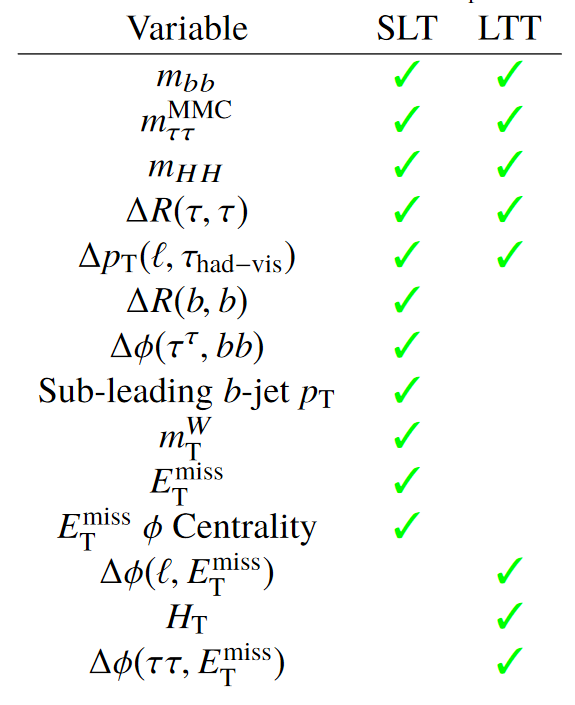 Variable SLT LTT
m_bb ✓ ✓
m_ττ^MMC ✓ ✓
m_HH ✓ ✓
ΔR(τ, τ) ✓ ✓
Δp_T(ℓ, τ_had−vis) ✓ ✓
ΔR(b, b) ✓
Δϕ(τ^τ, bb) ✓
Sub-leading b-jet p_T ✓
m_T^W ✓
E_T^miss ✓
E_T^miss ϕ Centrality ✓
Δϕ(ℓ, E_T^miss) ✓
H_T ✓
Δϕ(ττ, E_T^miss) ✓